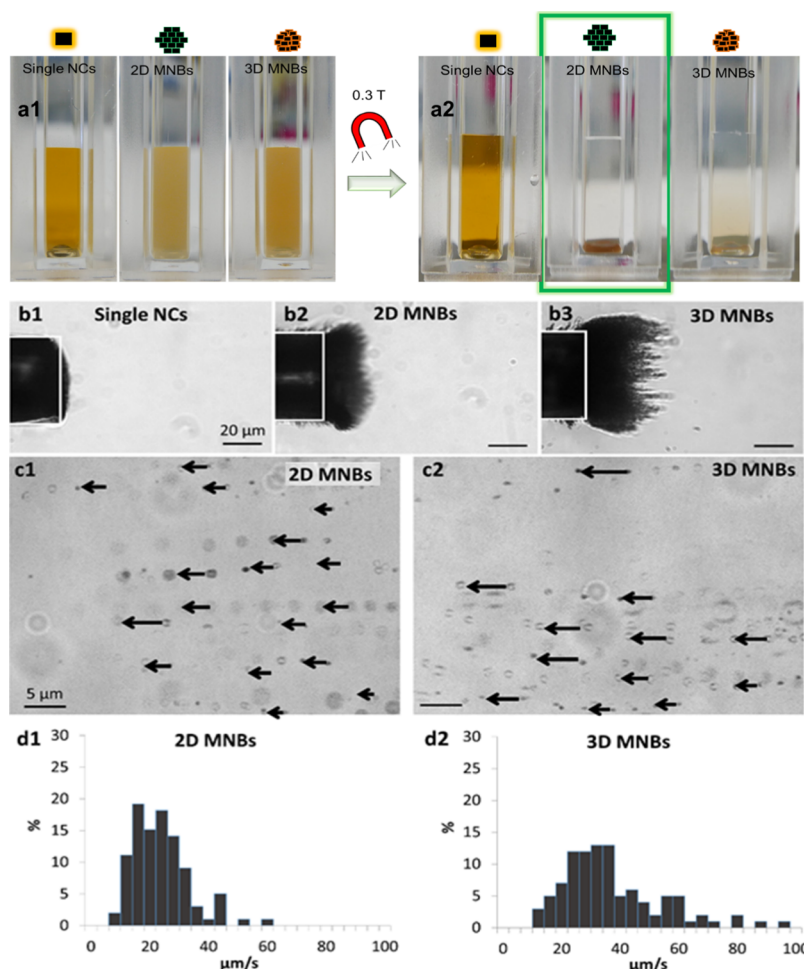 Single NCs 2D MNBs 3D MNBs
a1
0.3 T
Single NCs 2D MNBs 3D MNBs
a2
b1 Single NCs
20 µm
b2 2D MNBs
b3 3D MNBs
c1 2D MNBs
5 µm
c2 3D MNBs
d1 2D MNBs
30
25
20
15
10
5
0
%
0 20 40 60 80 100
µm/s
d2 3D MNBs
30
25
20
15
10
5
0
%
0 20 40 60 80 100
µm/s